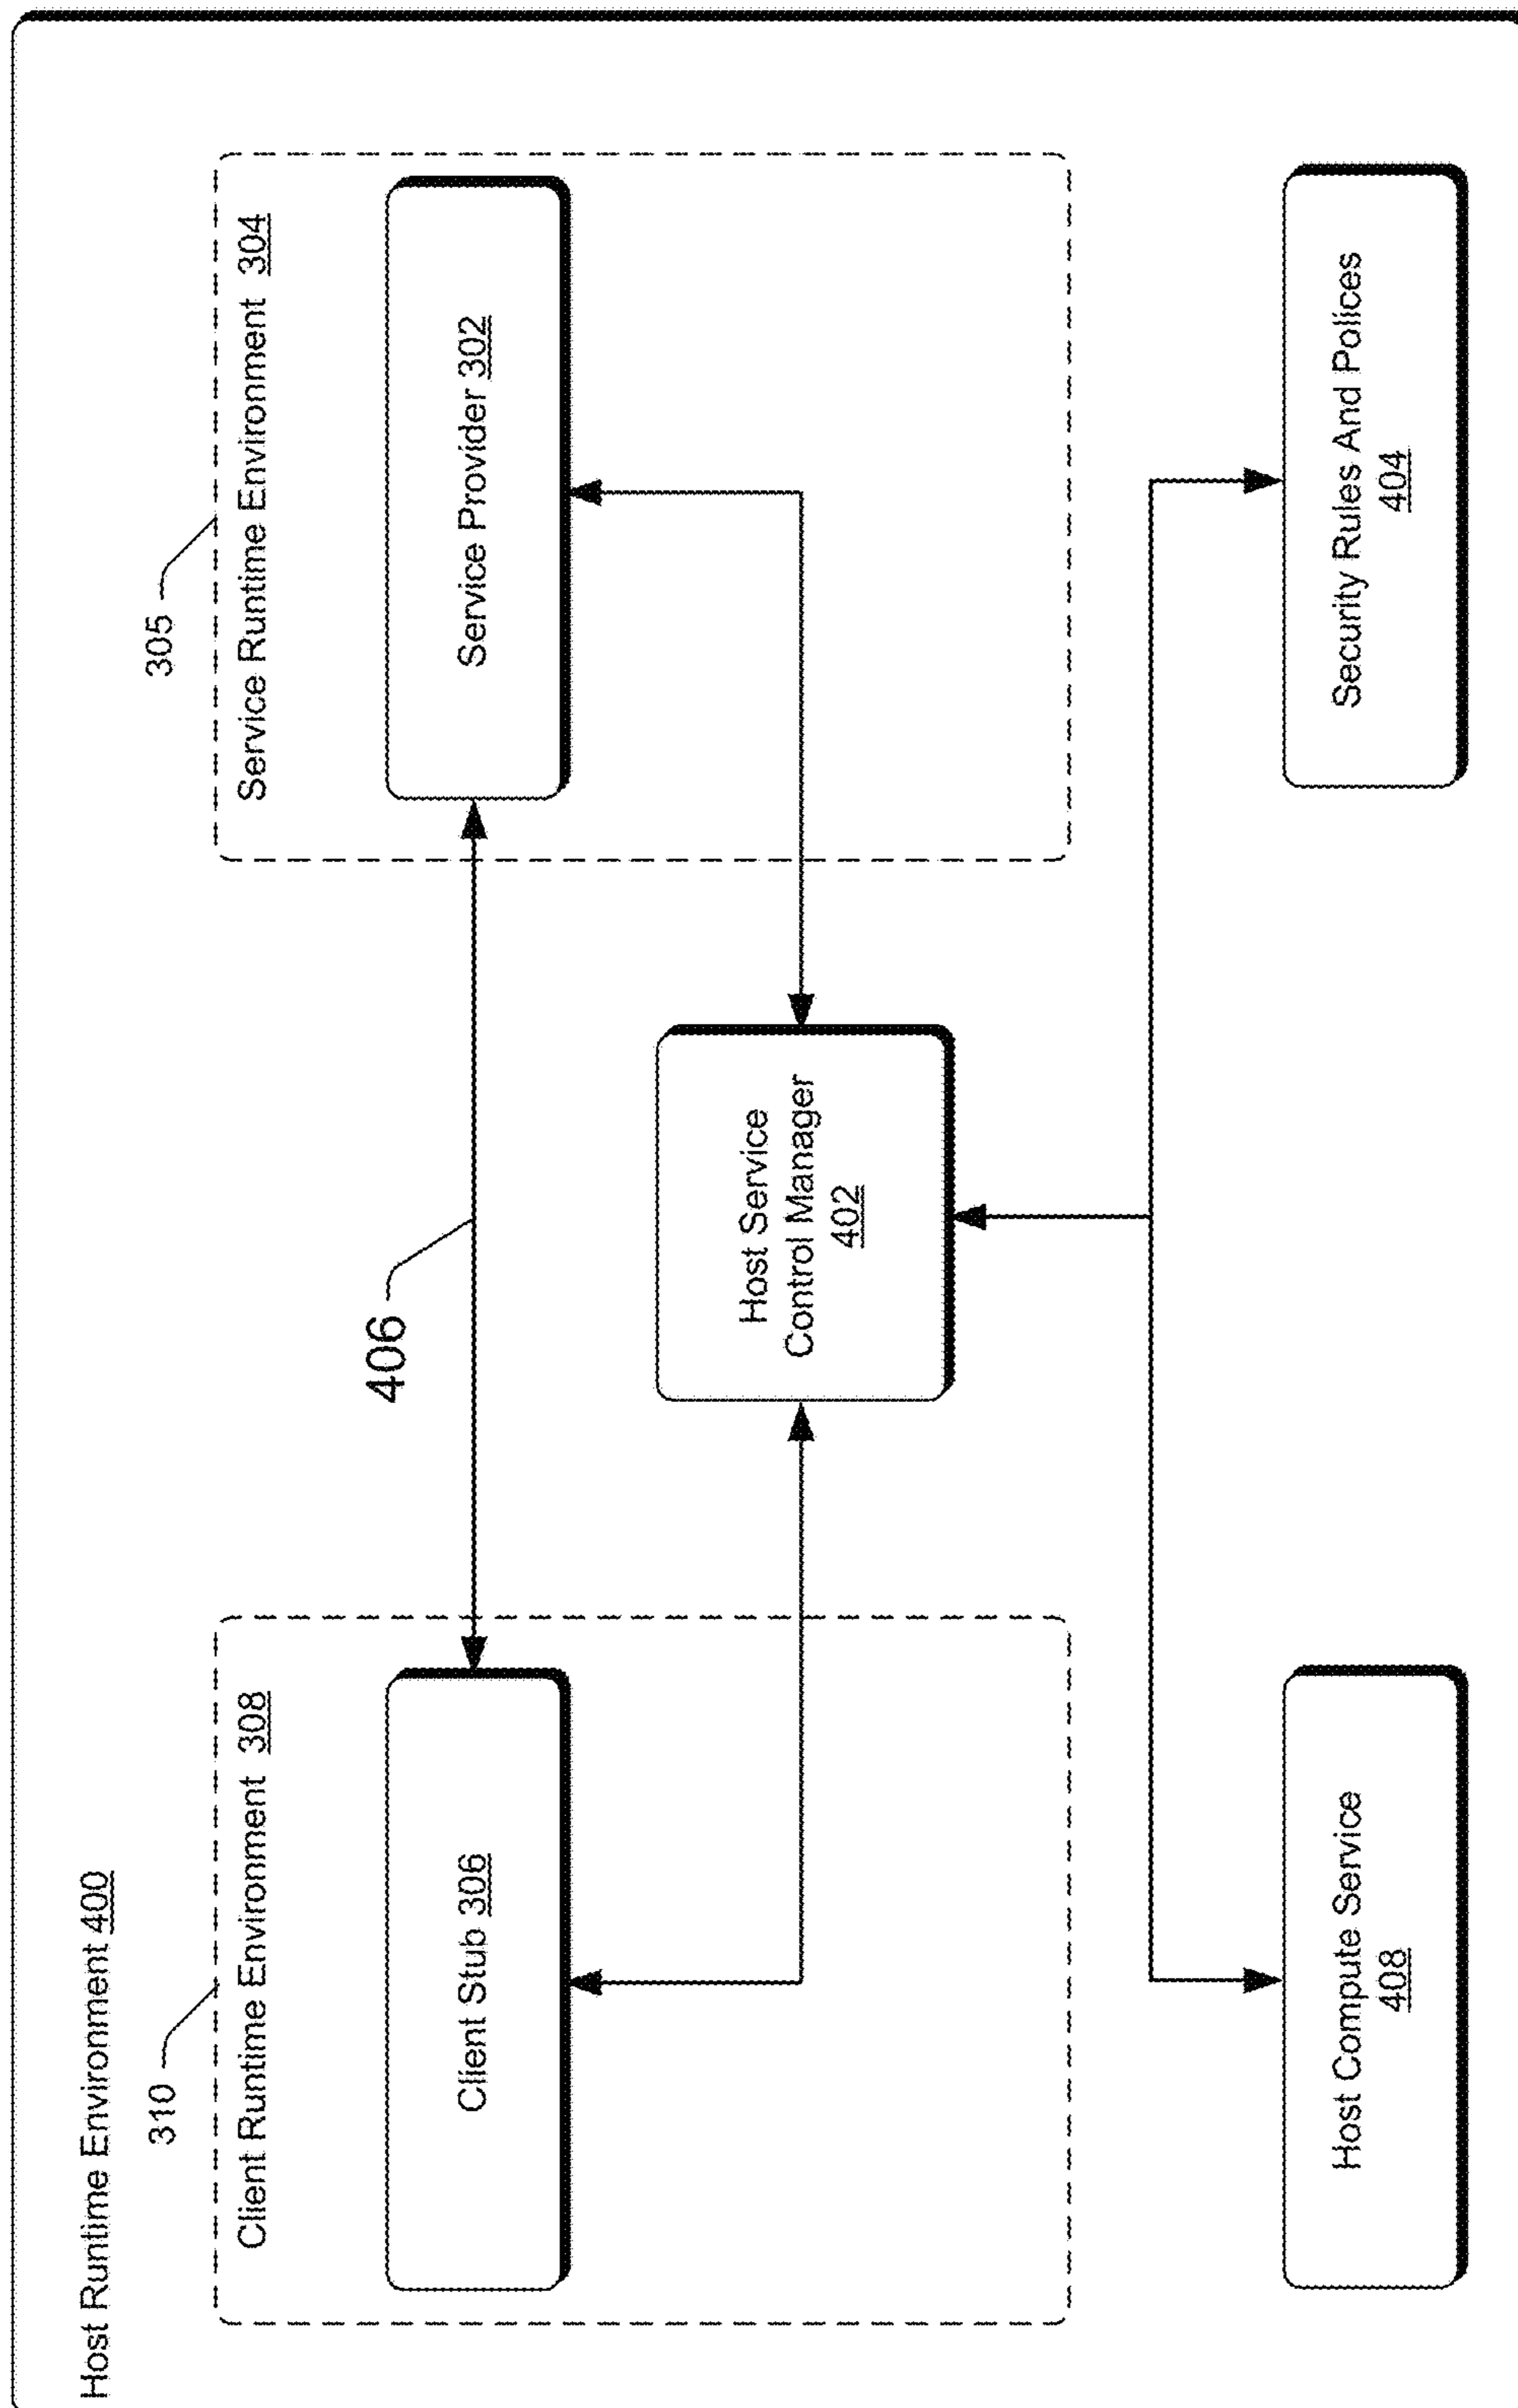 Host Runtime Environment 400
310
305
Client Runtime Environment 308
Service Runtime Environment 304
Client Stub 306
406
Service Provider 302
Host Service
Control Manager
402
Host Compute Service
408
Security Rules And Polices
404